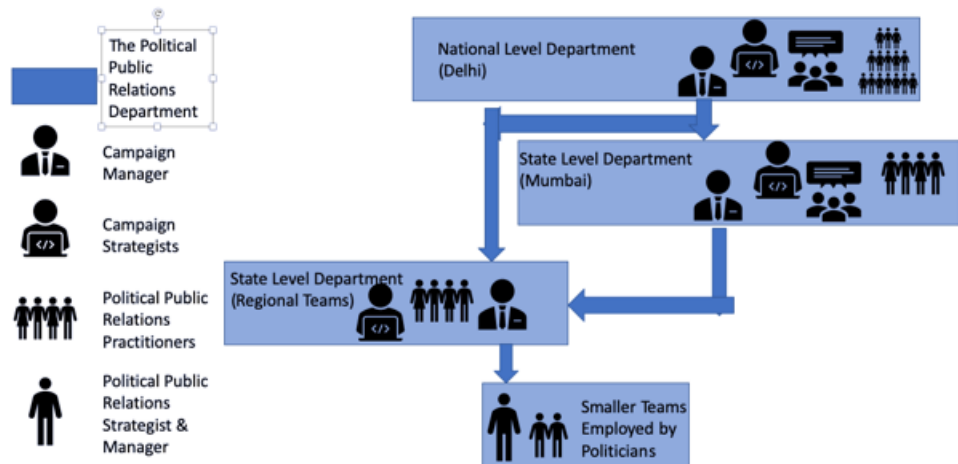 The Political
Public
Relations
Department
Campaign
Manager
Campaign
Strategists
Political Public
Relations
Practitioners
Political Public
Relations
Strategist &
Manager
National Level Department
(Delhi)
State Level Department
(Mumbai)
State Level Department
(Regional Teams)
Smaller Teams
Employed by
Politicians